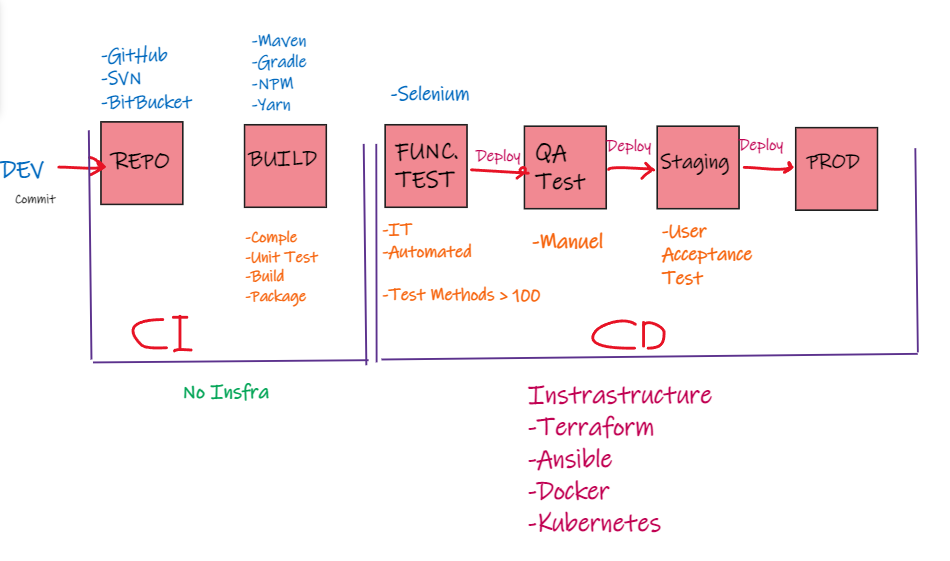 -GitHub
-SVN
-BitBucket
-Maven
-Gradle
-NPM
-Yarn
-Selenium
DEV
Commit
REPO
BUILD
FUNC.
TEST
Deploy
QA
Test
Deploy
Staging
Deploy
PROD
-Comple
-Unit Test
-Build
-Package
-IT
-Automated
-Test Methods > 100
-Manuel
-User
Acceptance
Test
CI
CD
No Insfra
Instrastructure
-Terraform
-Ansible
-Docker
-Kubernetes